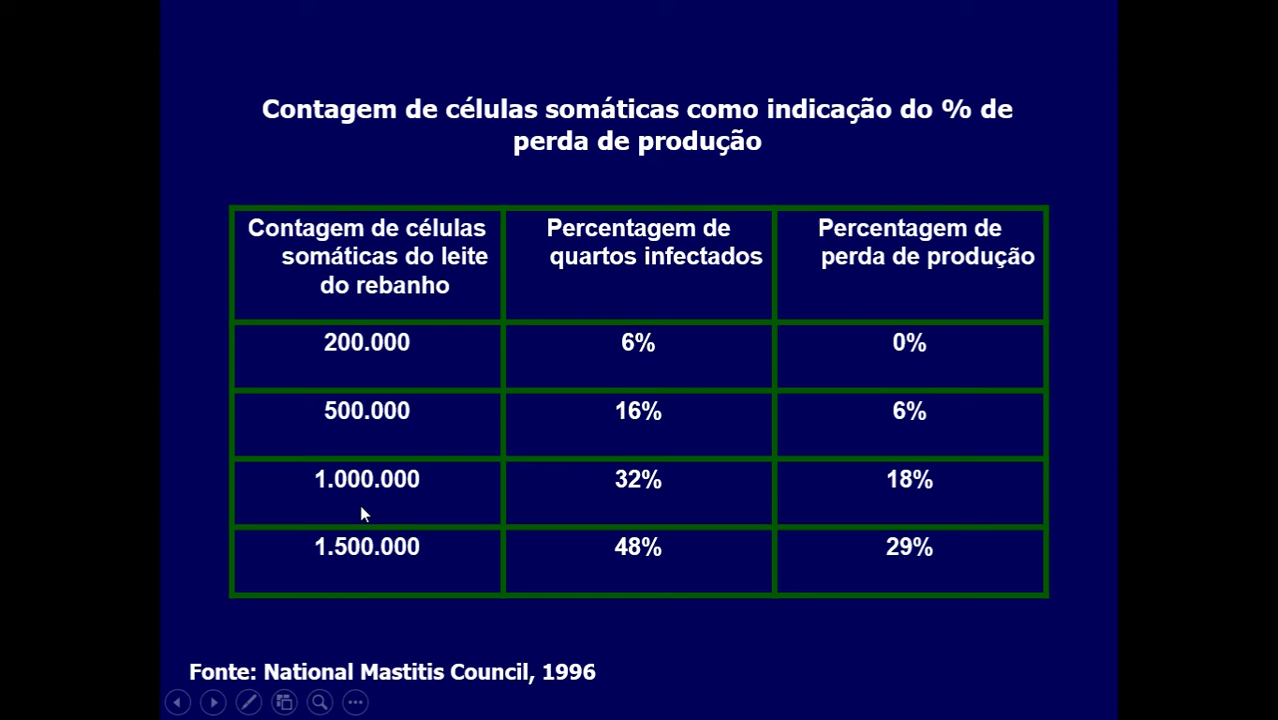 Contagem de células somáticas como indicação do % de
perda de produção
Contagem de células
somáticas do leite
do rebanho
Percentagem de
quartos infectados
Percentagem de
perda de produção
200.000
6%
0%
500.000
16%
6%
1.000.000
32%
18%
1.500.000
48%
29%
Fonte: National Mastitis Council, 1996